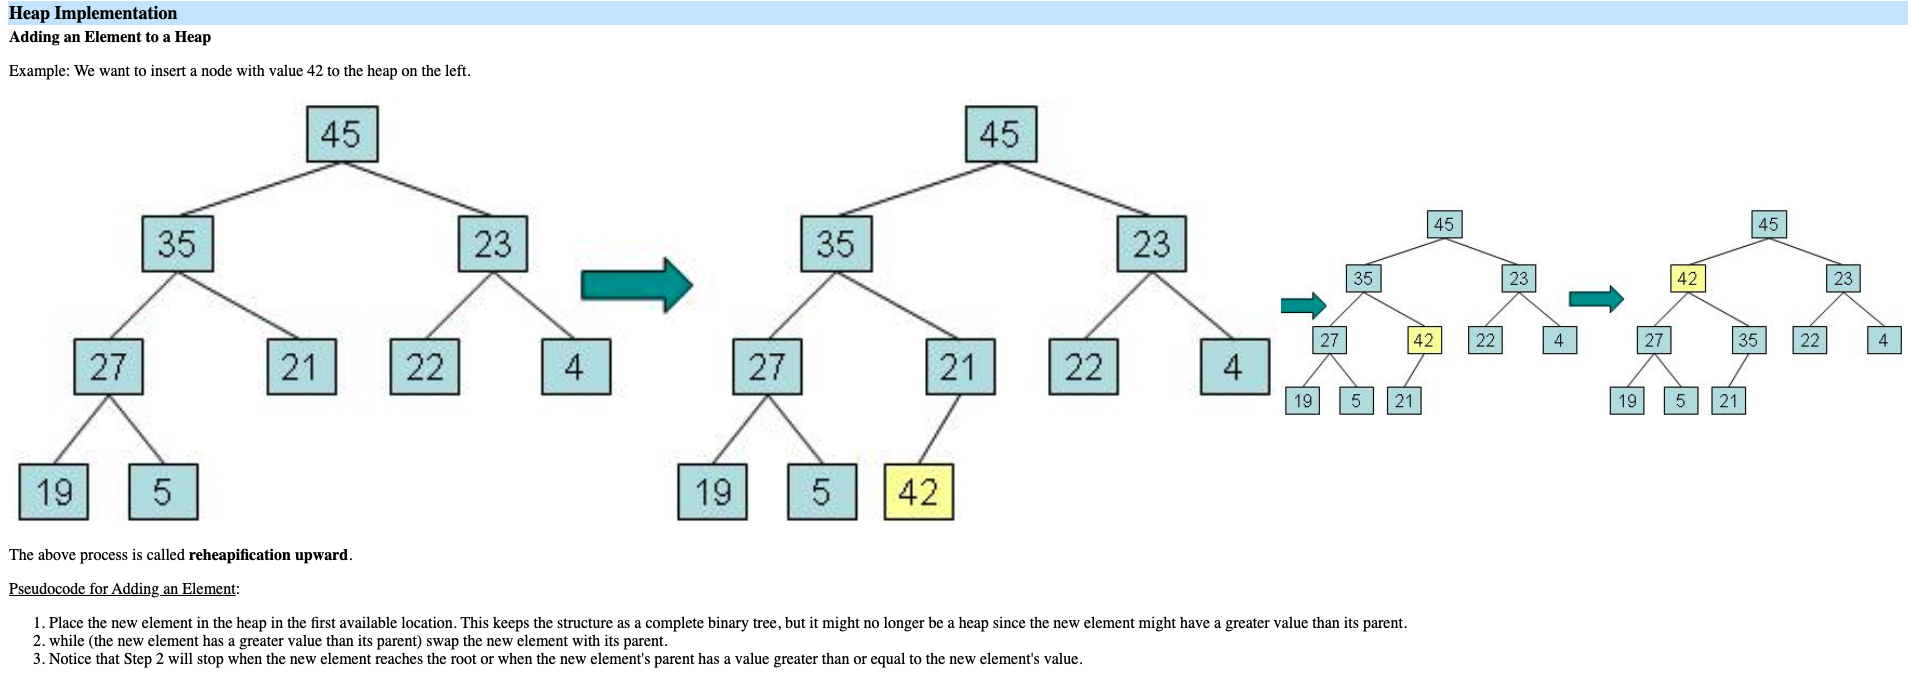 Heap Implementation
Adding an Element to a Heap
Example: We want to insert a node with value 42 to the heap on the left.
45
35 23
27 21 22 4
19 5
45
35 23
27 21 22 4
19 5 42
45
35 23
27 42 22 4
19 5 21
45
42 23
27 35 22 4
19 5 21
The above process is called reheapification upward.
Pseudocode for Adding an Element:
1. Place the new element in the heap in the first available location. This keeps the structure as a complete binary tree, but it might no longer be a heap since the new element might have a greater value than its parent.
2. while (the new element has a greater value than its parent) swap the new element with its parent.
3. Notice that Step 2 will stop when the new element reaches the root or when the new element's parent has a value greater than or equal to the new element's value.